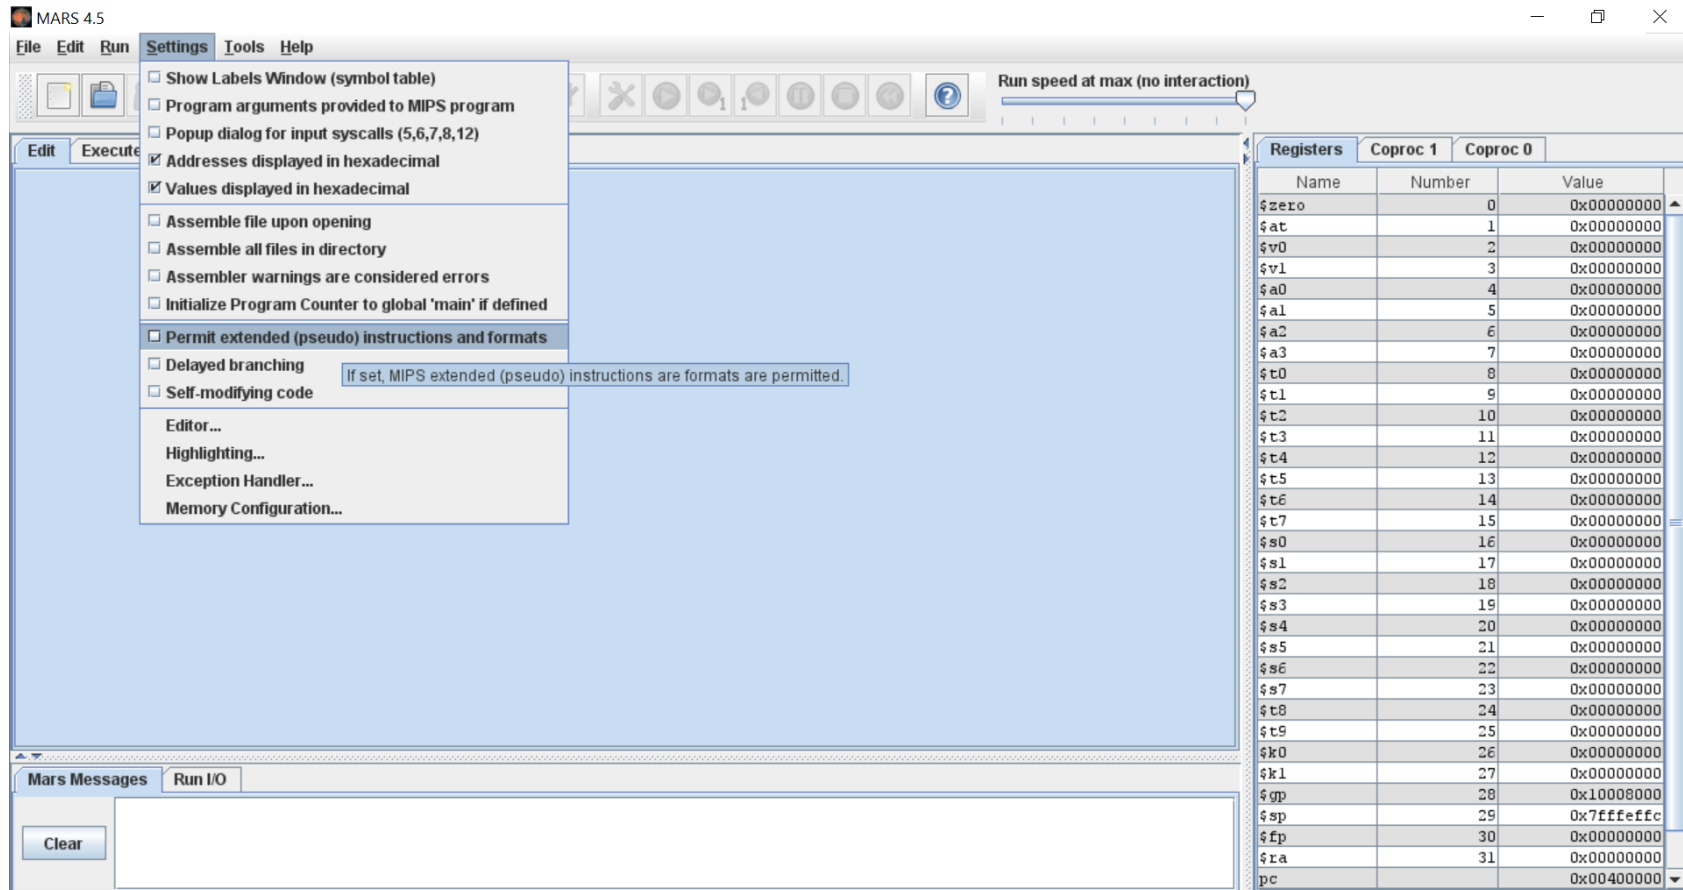 MARS 4.5
File Edit Run Settings Tools Help
Show Labels Window (symbol table)
Program arguments provided to MIPS program
Popup dialog for input syscalls (5,6,7,8,12)
Addresses displayed in hexadecimal
Values displayed in hexadecimal
Assemble file upon opening
Assemble all files in directory
Assembler warnings are considered errors
Initialize Program Counter to global 'main' if defined
Permit extended (pseudo) instructions and formats
Delayed branching
If set, MIPS extended (pseudo) instructions are formats are permitted.
Self-modifying code
Editor...
Highlighting...
Exception Handler...
Memory Configuration...
1 1
?
Run speed at max (no interaction)
Edit Execute
Mars Messages Run I/O
Clear
Registers Coproc 1 Coproc 0
Name Number Value
$zero 0 0x00000000
$at 1 0x00000000
$v0 2 0x00000000
$v1 3 0x00000000
$a0 4 0x00000000
$a1 5 0x00000000
$a2 6 0x00000000
$a3 7 0x00000000
$t0 8 0x00000000
$t1 9 0x00000000
$t2 10 0x00000000
$t3 11 0x00000000
$t4 12 0x00000000
$t5 13 0x00000000
$t6 14 0x00000000
$t7 15 0x00000000
$s0 16 0x00000000
$s1 17 0x00000000
$s2 18 0x00000000
$s3 19 0x00000000
$s4 20 0x00000000
$s5 21 0x00000000
$s6 22 0x00000000
$s7 23 0x00000000
$t8 24 0x00000000
$t9 25 0x00000000
$k0 26 0x00000000
$k1 27 0x00000000
$gp 28 0x10008000
$sp 29 0x7fffeffc
$fp 30 0x00000000
$ra 31 0x00000000
pc 0x00400000